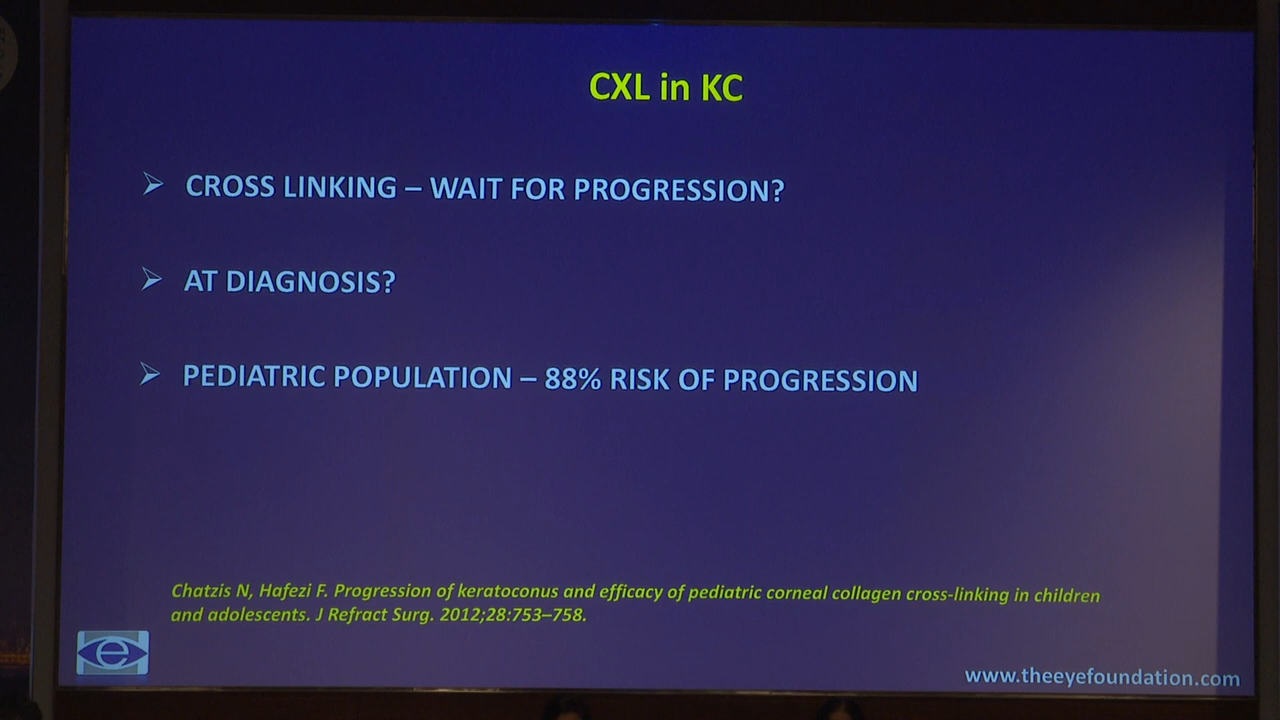 CXL in KC
CROSS LINKING – WAIT FOR PROGRESSION?
AT DIAGNOSIS?
PEDIATRIC POPULATION – 88% RISK OF PROGRESSION
Chatzis N, Hafezi F. Progression of keratoconus and efficacy of pediatric corneal collagen cross-linking in children
and adolescents. J Refract Surg. 2012;28:753–758.
e
www.theeyefoundation.com